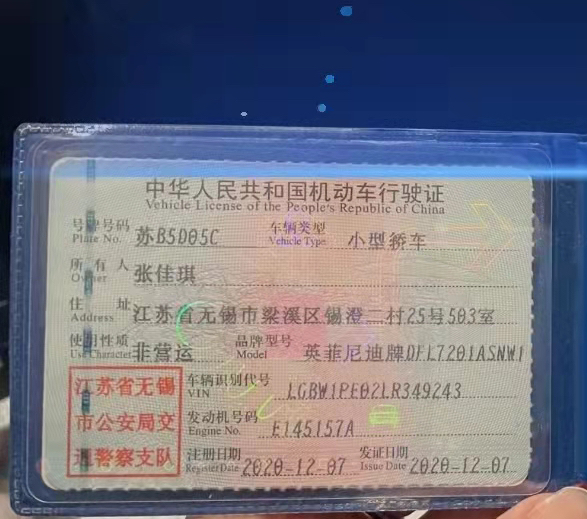 中华人民共和国机动车行驶证
Vehicle License of the People's Republic of China
号牌号码 苏B5D05C 车辆类型 小型轿车
Plate No. Vehicle Type
所有人 张佳琪
Owner
住址 江苏省无锡市梁溪区锡澄二村25号503室
Address
使用性质 非营运 品牌型号 英菲尼迪牌DFL7201ASNW1
Use Character Model
江苏省无锡 车辆识别代号 LGBW1PE02LR349243
VIN
市公安局交 发动机号码 E145157A
Engine No.
通警察支队 注册日期 2020-12-07 发证日期 2020-12-07
Register Date Issue Date